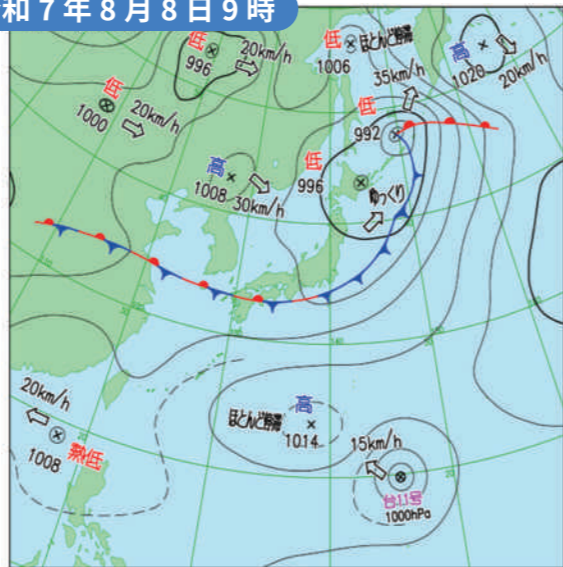 和7年8月8日9時
低
996
20km/h
低
1006
ほとんど停滞
高
1020
20km/h
低
1000
20km/h
35km/h
低
992
高
1008
30km/h
低
996
ゆっくり
20km/h
1008
熱低
ほとんど停滞
高
1014
15km/h
台11号
1000hPa